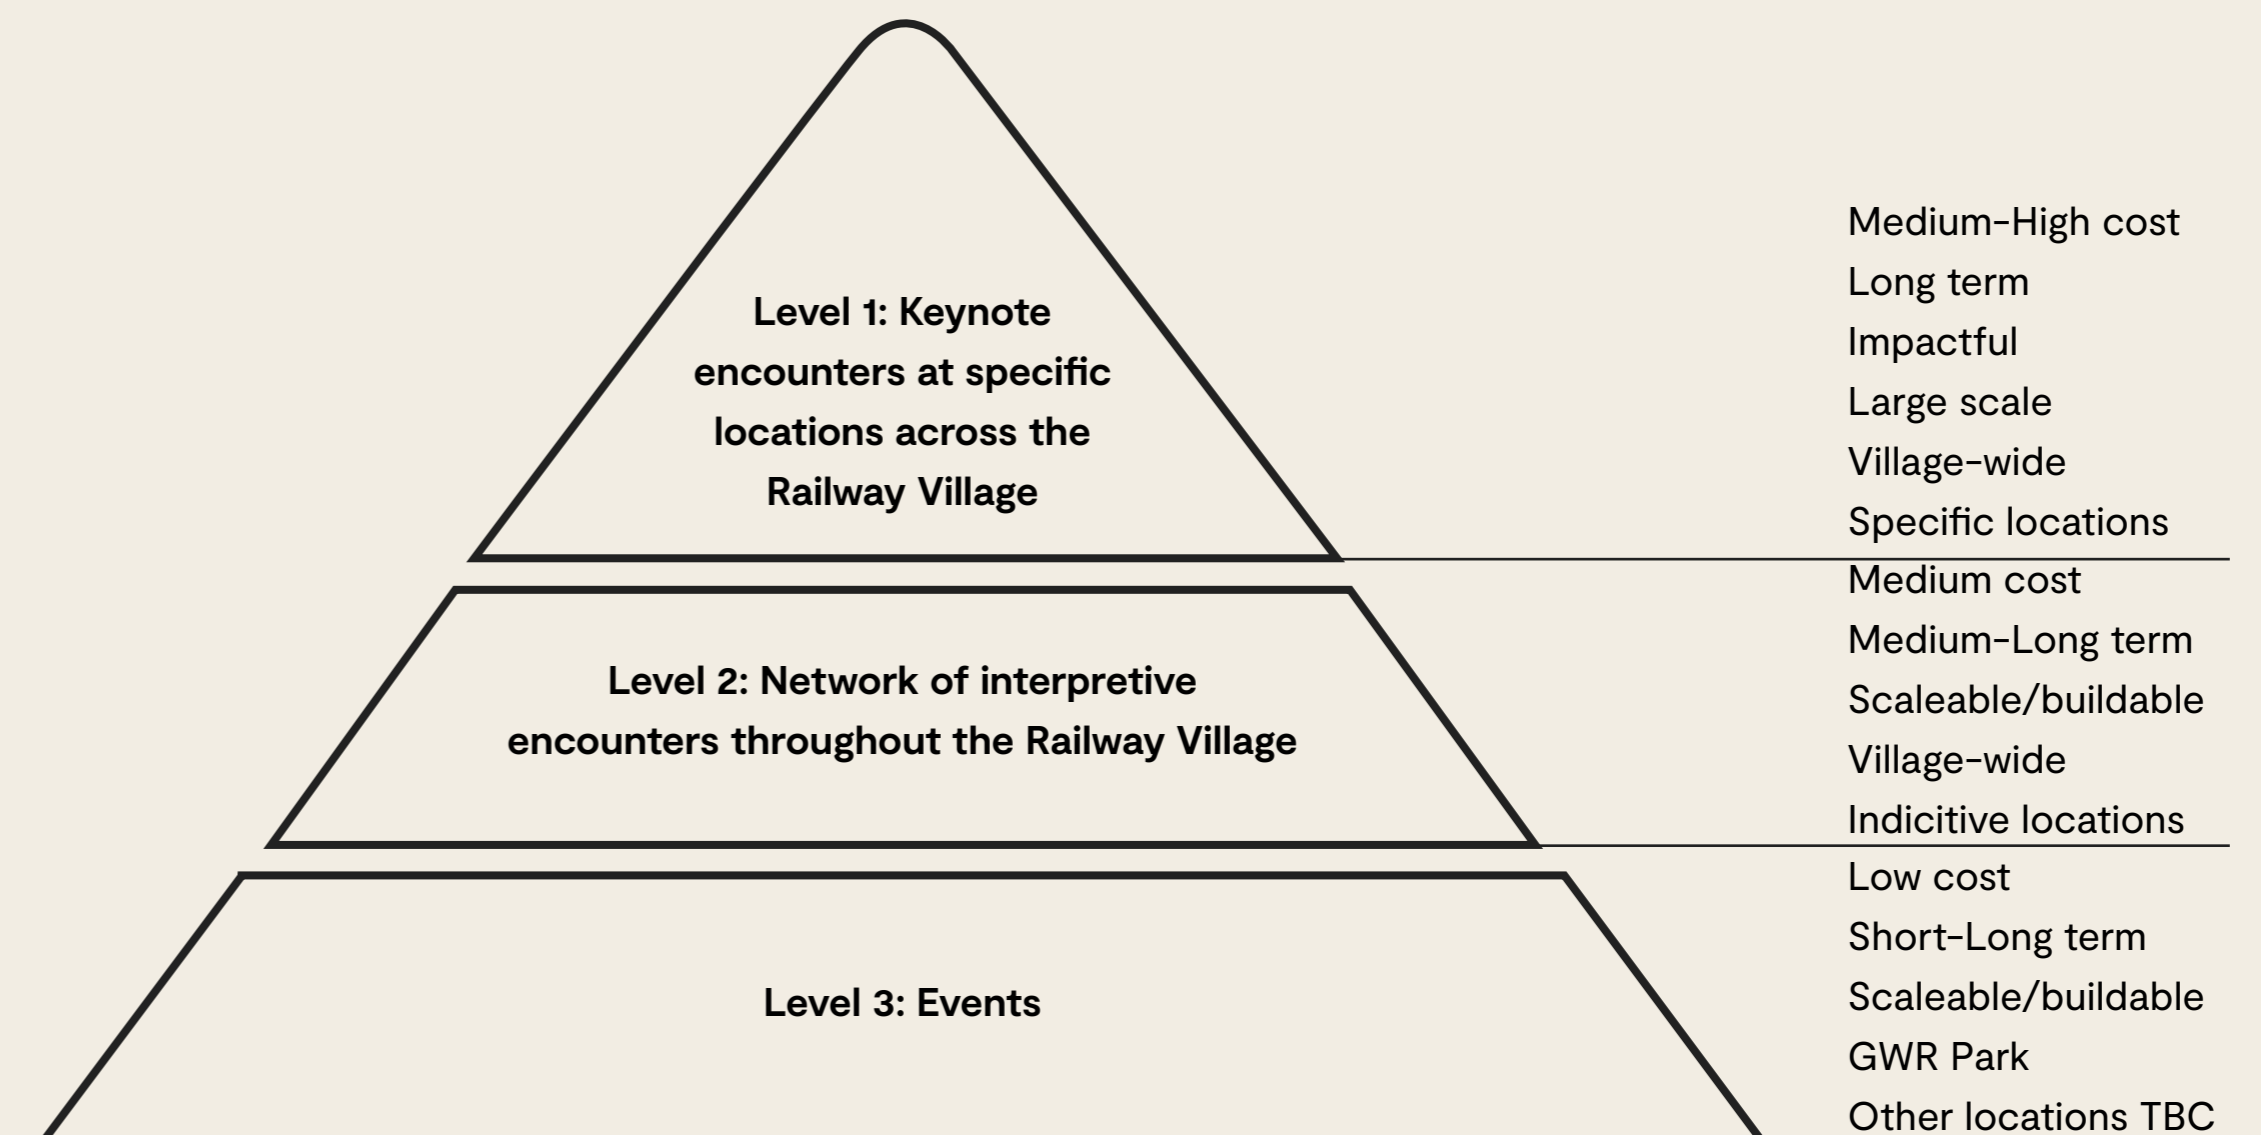 Level 1: Keynote
encounters at specific
locations across the
Railway Village
Medium-High cost
Long term
Impactful
Large scale
Village-wide
Specific locations
Level 2: Network of interpretive
encounters throughout the Railway Village
Medium cost
Medium-Long term
Scaleable/buildable
Village-wide
Indicitive locations
Level 3: Events
Low cost
Short-Long term
Scaleable/buildable
GWR Park
Other locations TBC